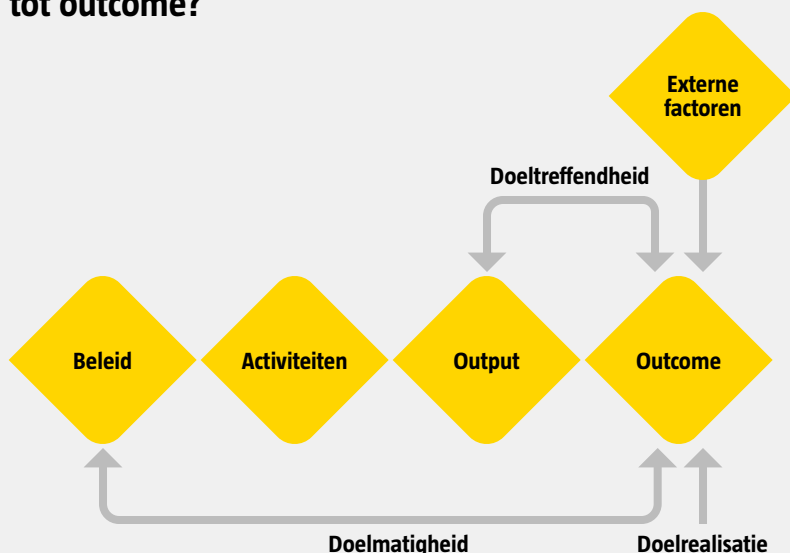 tot outcome?
Externe
factoren
Doeltreffendheid
Beleid
Activiteiten
Output
Outcome
Doelmatigheid
Doelrealisatie